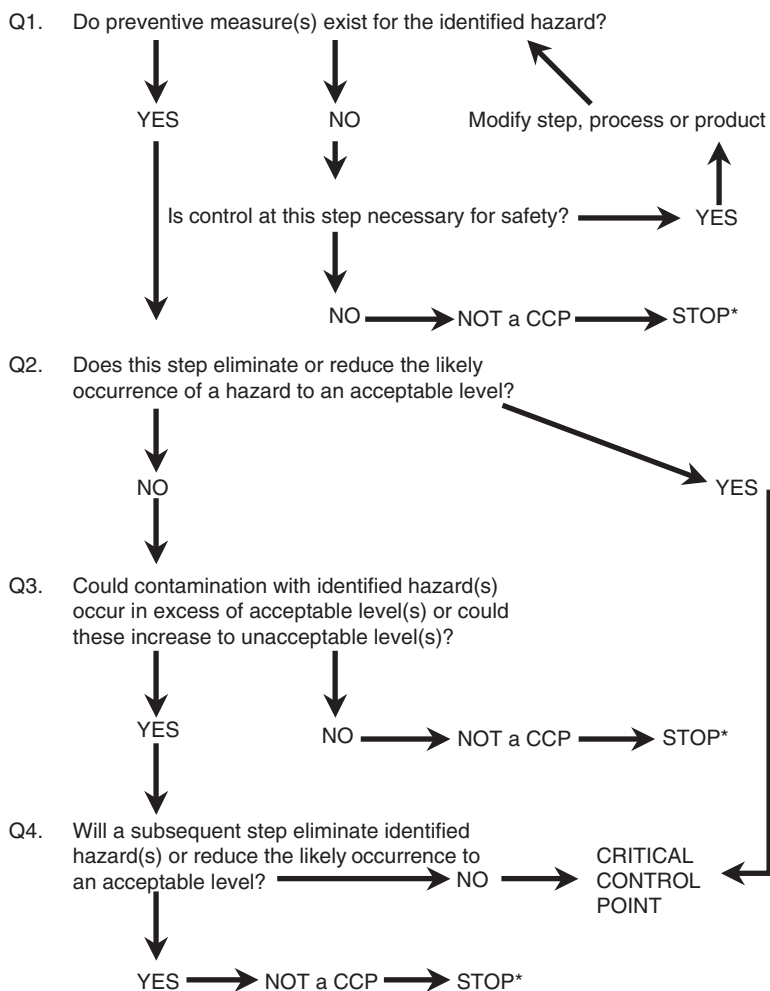 Q1. Do preventive measure(s) exist for the identified hazard?
YES NO Modify step, process or product
Is control at this step necessary for safety? YES
NO NOT a CCP STOP*
Q2. Does this step eliminate or reduce the likely
occurrence of a hazard to an acceptable level?
NO YES
Q3. Could contamination with identified hazard(s)
occur in excess of acceptable level(s) or could
these increase to unacceptable level(s)?
YES NO NOT a CCP STOP*
Q4. Will a subsequent step eliminate identified
hazard(s) or reduce the likely occurrence to
an acceptable level? NO
CRITICAL
CONTROL
POINT
YES NOT a CCP STOP*